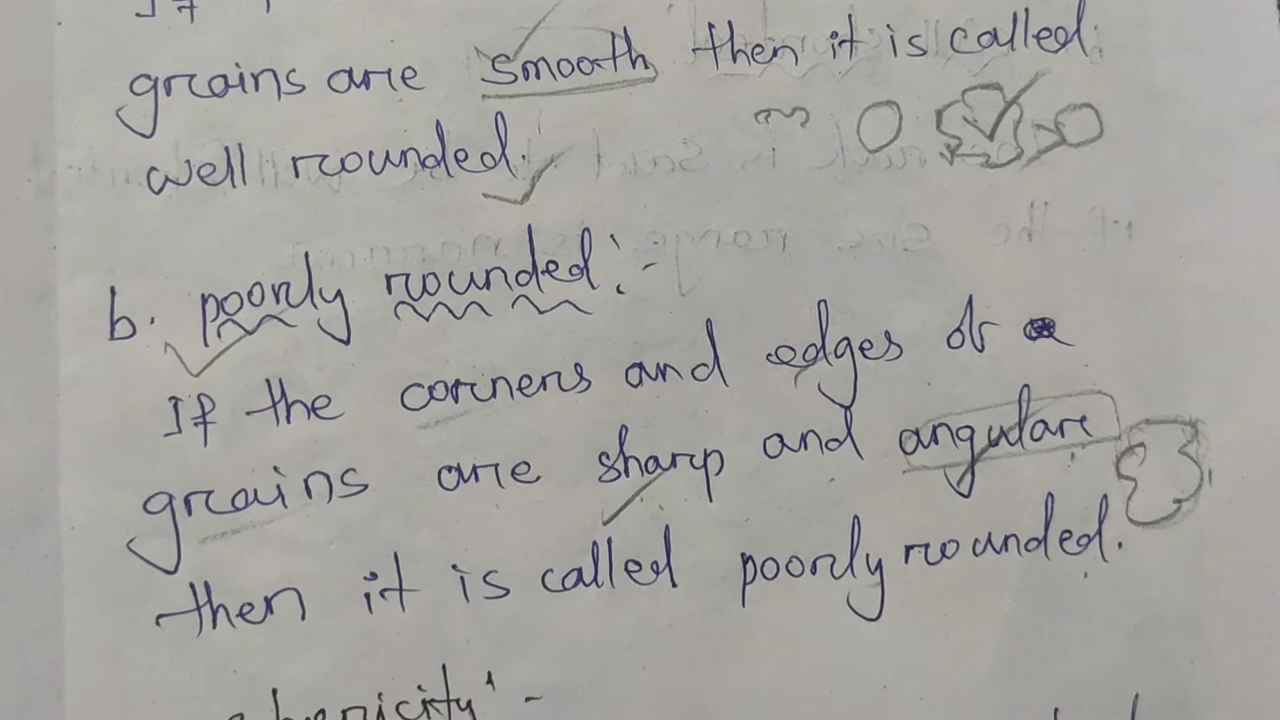 If
grains are smooth then it is called
well rounded.
b. poorly rounded :-
If the corners and edges of a
grains are sharp and angular
then it is called poorly rounded.